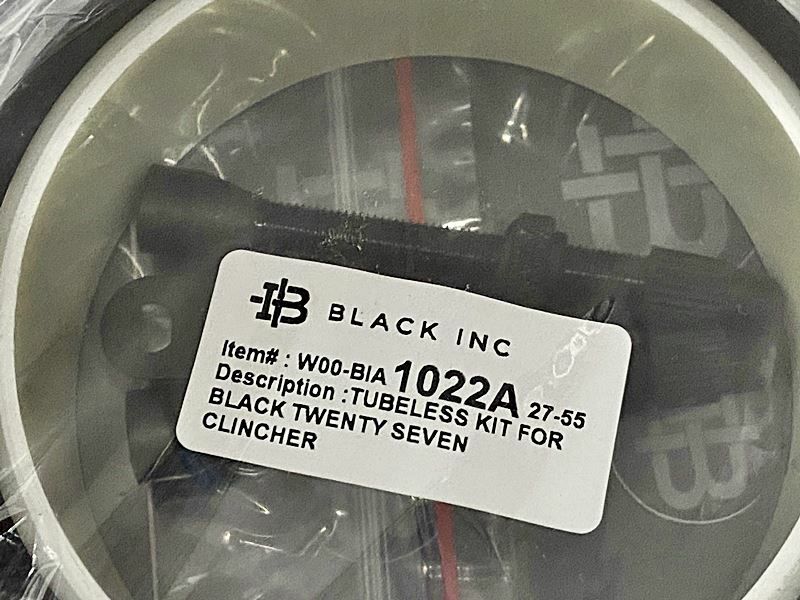 BLACK INC
Item# : W00-BIA 1022A 27-55
Description :TUBELESS KIT FOR
BLACK TWENTY SEVEN
CLINCHER